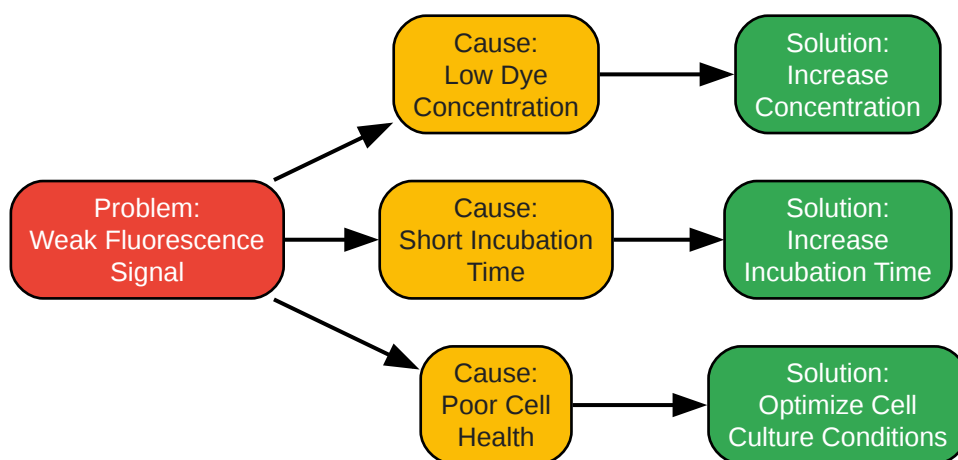 Problem:
Weak Fluorescence
Signal
Cause:
Low Dye
Concentration
Solution:
Increase
Concentration
Cause:
Short Incubation
Time
Solution:
Increase
Incubation Time
Cause:
Poor Cell
Health
Solution:
Optimize Cell
Culture Conditions